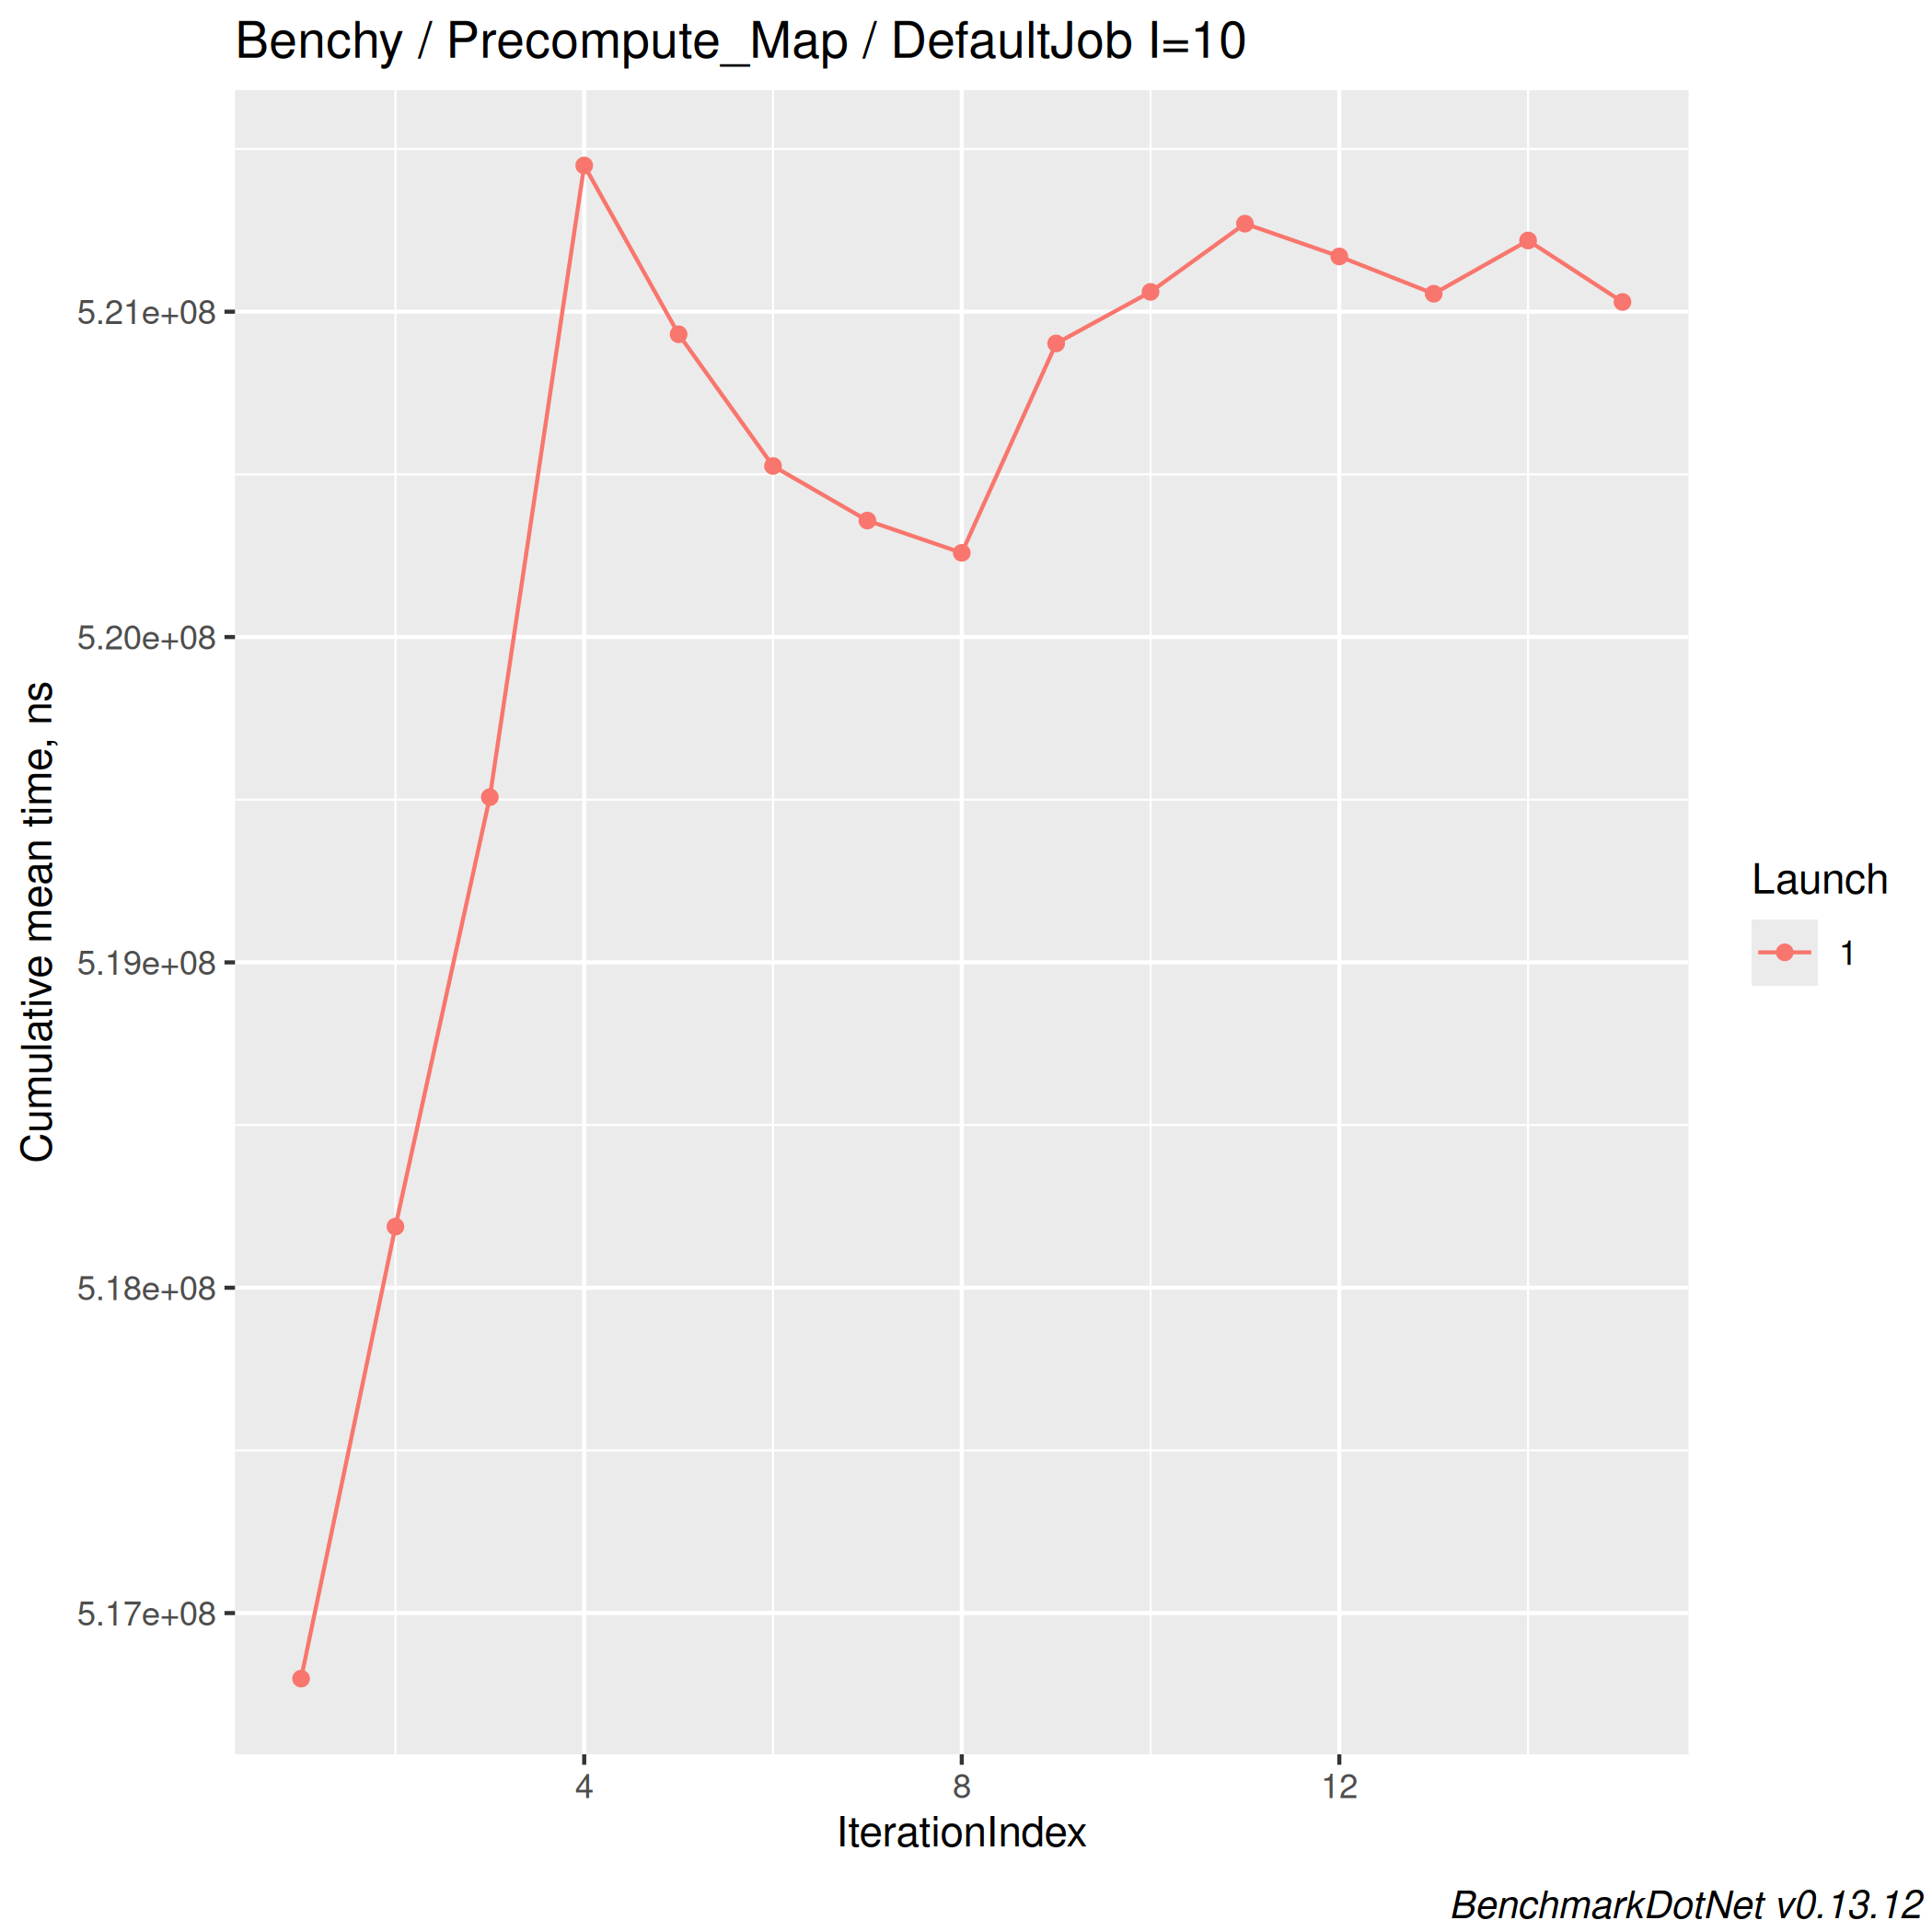 Benchy / Precompute_Map / DefaultJob I=10
Cumulative mean time, ns
5.21e+08
5.20e+08
5.19e+08
5.18e+08
5.17e+08
4
8
12
IterationIndex
Launch
1
BenchmarkDotNet v0.13.12